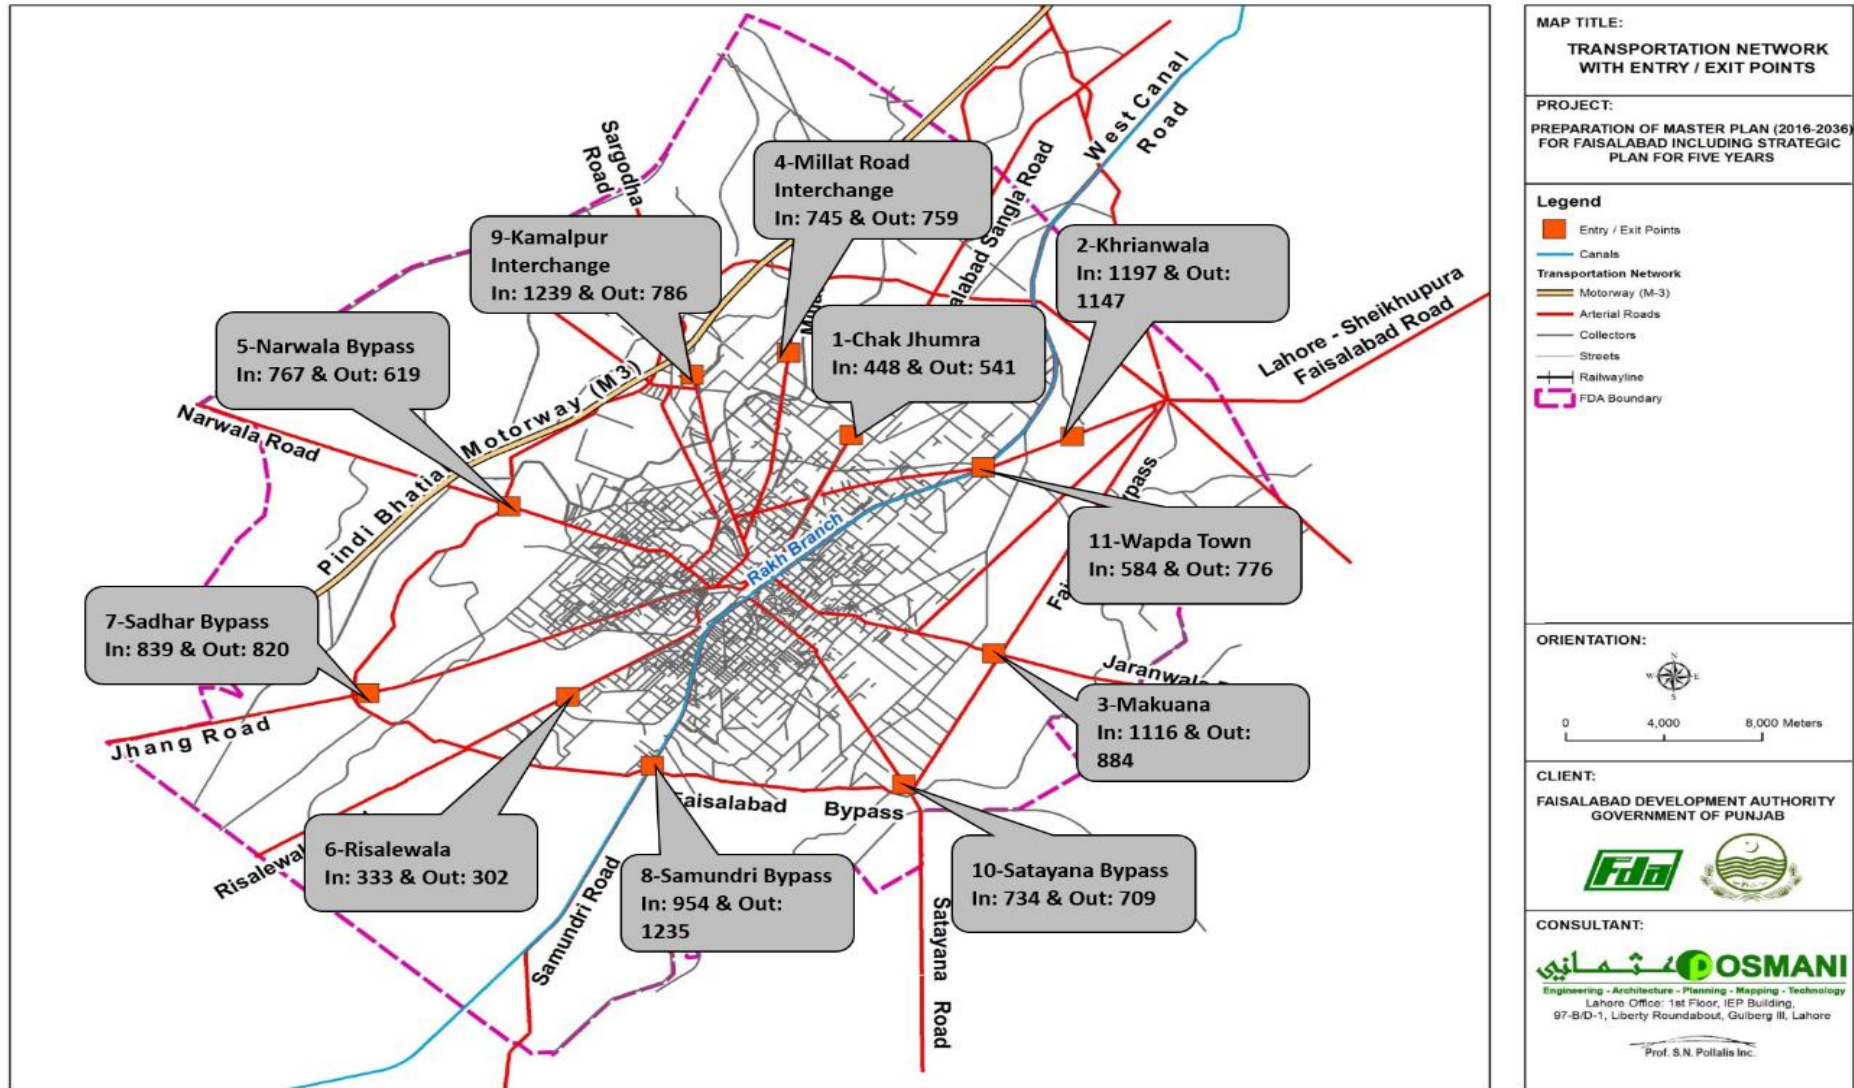 Sargodha
Road
4-Millat Road
Interchange
In: 745 & Out: 759
West Canal
Road
9-Kamalpur
Interchange
In: 1239 & Out: 786
2-Khrianwala
In: 1197 & Out:
1147
alabad Sangla Road
Lahore - Sheikhupura
Faisalabad Road
5-Narwala Bypass
In: 767 & Out: 619
1-Chak Jhumra
In: 448 & Out: 541
Narwala Road
Pindi Bhatia Motorway (M3)
Rakh Branch
ypass
Fai
11-Wapda Town
In: 584 & Out: 776
7-Sadhar Bypass
In: 839 & Out: 820
Jaranwala
3-Makuana
In: 1116 & Out:
884
Jhang Road
Faisalabad Bypass
Risalewal
6-Risalewala
In: 333 & Out: 302
8-Samundri Bypass
In: 954 & Out:
1235
10-Satayana Bypass
In: 734 & Out: 709
Samundri Road
Satayana Road
MAP TITLE:
TRANSPORTATION NETWORK
WITH ENTRY / EXIT POINTS
PROJECT:
PREPARATION OF MASTER PLAN (2016-2036)
FOR FAISALABAD INCLUDING STRATEGIC
PLAN FOR FIVE YEARS
Legend
Entry / Exit Points
Canals
Transportation Network
Motorway (M-3)
Arterial Roads
Collectors
Streets
Railwayline
FDA Boundary
ORIENTATION:
N
W E
S
0 4,000 8,000 Meters
CLIENT:
FAISALABAD DEVELOPMENT AUTHORITY
GOVERNMENT OF PUNJAB
Fda
CONSULTANT:
عثمانی OSMANI
Engineering - Architecture - Planning - Mapping - Technology
Lahore Office: 1st Floor, IEP Building,
97-B/D-1, Liberty Roundabout, Gulberg III, Lahore
Prof. S.N. Pollalis Inc.